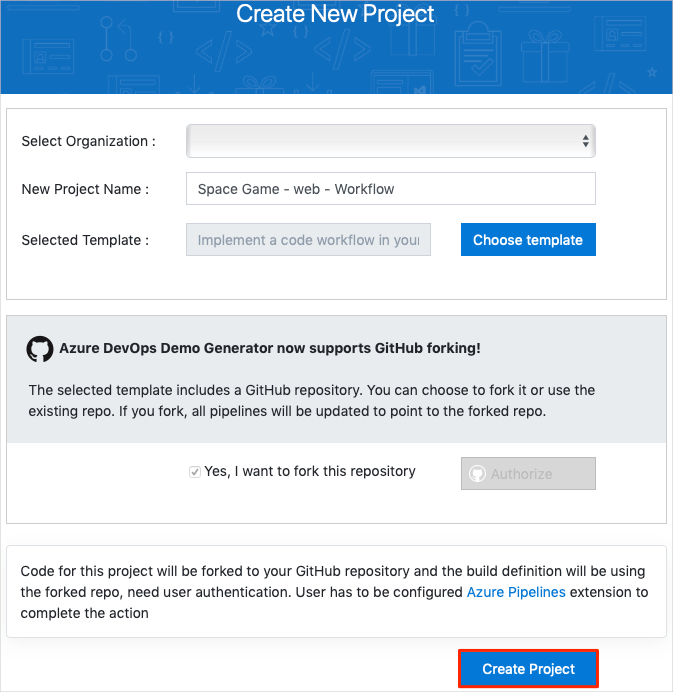 Create New Project
Select Organization :
New Project Name :
Space Game - web - Workflow
Selected Template :
Implement a code workflow in your
Choose template
Azure DevOps Demo Generator now supports GitHub forking!
The selected template includes a GitHub repository. You can choose to fork it or use the
existing repo. If you fork, all pipelines will be updated to point to the forked repo.
Yes, I want to fork this repository
Authorize
Code for this project will be forked to your GitHub repository and the build definition will be using
the forked repo, need user authentication. User has to be configured Azure Pipelines extension to
complete the action
Create Project